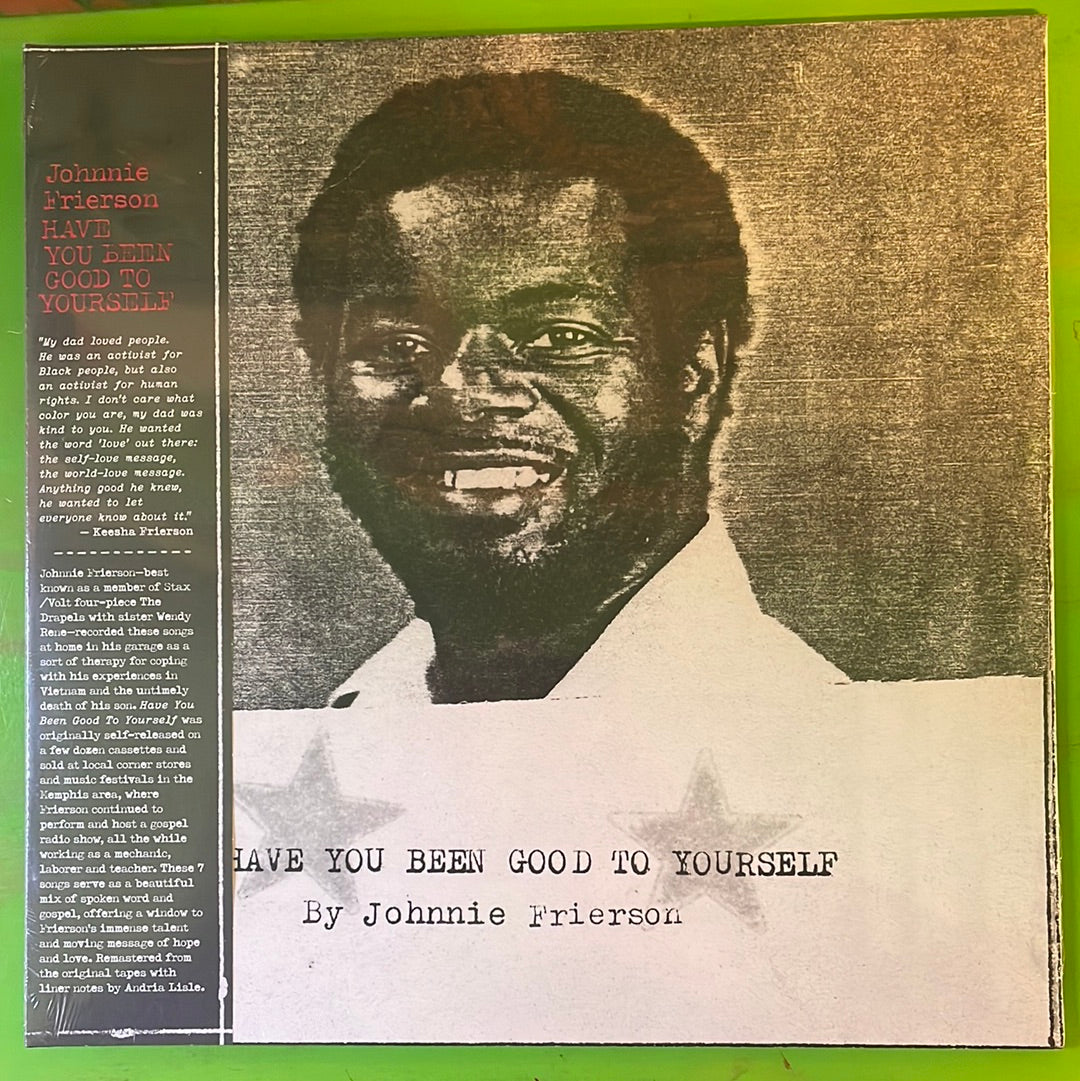 Johnnie
Frierson
HAVE
YOU BEEN
GOOD TO
YOURSELF
"My dad loved people.
He was an activist for
Black people, but also
an activist for human
rights. I don't care what
color you are, my dad was
kind to you. He wanted
the word 'love' out there:
the self-love message,
the world-love message.
Anything good he knew,
he wanted to let
everyone know about it."
— Keesha Frierson
Johnnie Frierson—best
known as a member of Stax
/Volt four-piece The
Drapels with sister Wendy
Rene—recorded these songs
at home in his garage as a
sort of therapy for coping
with his experiences in
Vietnam and the untimely
death of his son. Have You
Been Good To Yourself was
originally self-released on
a few dozen cassettes and
sold at local corner stores
and music festivals in the
Memphis area, where
Frierson continued to
perform and host a gospel
radio show, all the while
working as a mechanic,
laborer and teacher. These 7
songs serve as a beautiful
mix of spoken word and
gospel, offering a window to
Frierson's immense talent
and moving message of hope
and love. Remastered from
the original tapes with
liner notes by Andria Lisle.
HAVE YOU BEEN GOOD TO YOURSELF
By Johnnie Frierson